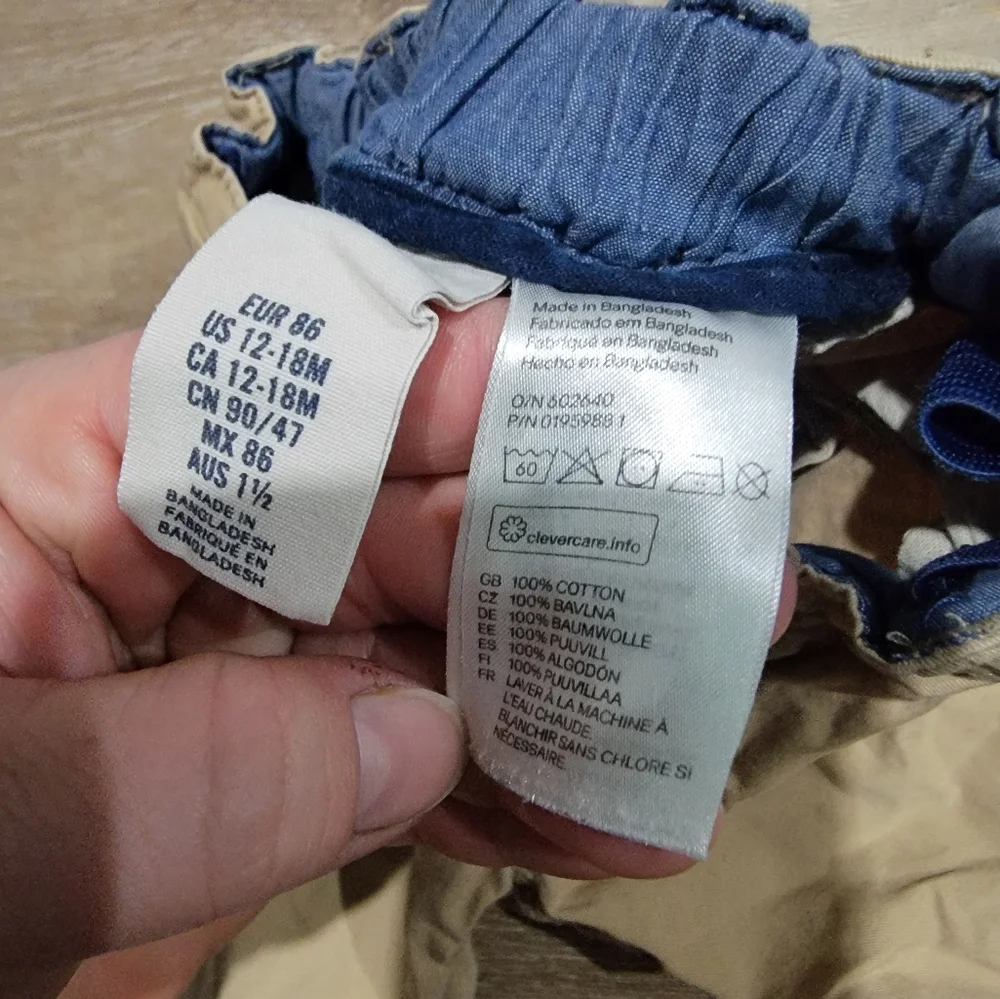 EUR 86
US 12-18M
CA 12-18M
CN 90/47
MX 86
AUS 1½
MADE IN
BANGLADESH
FABRIQUÉ EN
BANGLADESH
Made in Bangladesh
Fabricado em Bangladesh
Fabriqué en Bangladesh
Hecho en Bangladesh
O/N 602640
P/N 0195988 1
60
clevercare.info
GB 100% COTTON
CZ 100% BAVLNA
DE 100% BAUMWOLLE
EE 100% PUUVILL
ES 100% ALGODÓN
FI 100% PUUVILLAA
FR LAVER À LA MACHINE À
L'EAU CHAUDE.
BLANCHIR SANS CHLORE SI
NÉCESSAIRE.